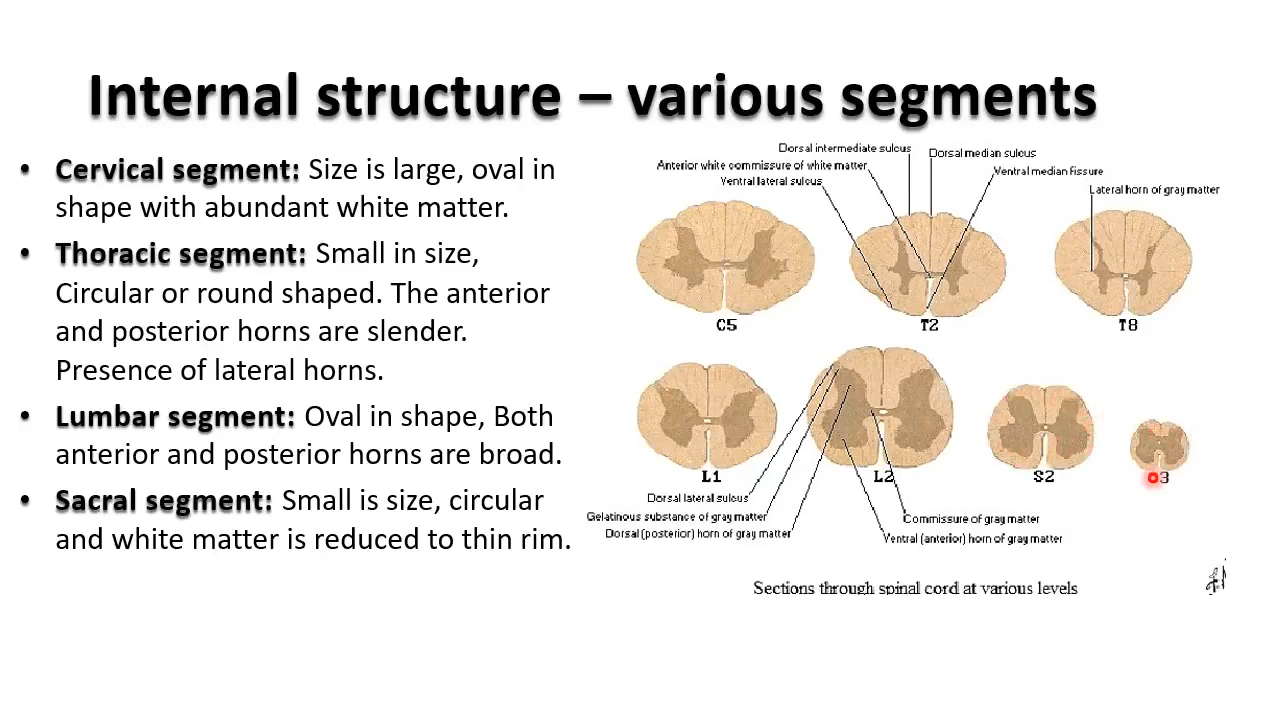 Internal structure – various segments
• Cervical segment: Size is large, oval in
shape with abundant white matter.
• Thoracic segment: Small in size,
Circular or round shaped. The anterior
and posterior horns are slender.
Presence of lateral horns.
• Lumbar segment: Oval in shape, Both
anterior and posterior horns are broad.
• Sacral segment: Small is size, circular
and white matter is reduced to thin rim.
Dorsal intermediate sulcus
Dorsal median sulcus
Anterior white commissure of white matter
Ventral median fissure
Ventral lateral sulcus
Lateral horn of gray matter
C5
T2
T8
L1
L2
S2
3
Dorsal lateral sulcus
Gelatinous substance of gray matter
Dorsal (posterior) horn of gray matter
Commissure of gray matter
Ventral (anterior) horn of gray matter
Sections through spinal cord at various levels